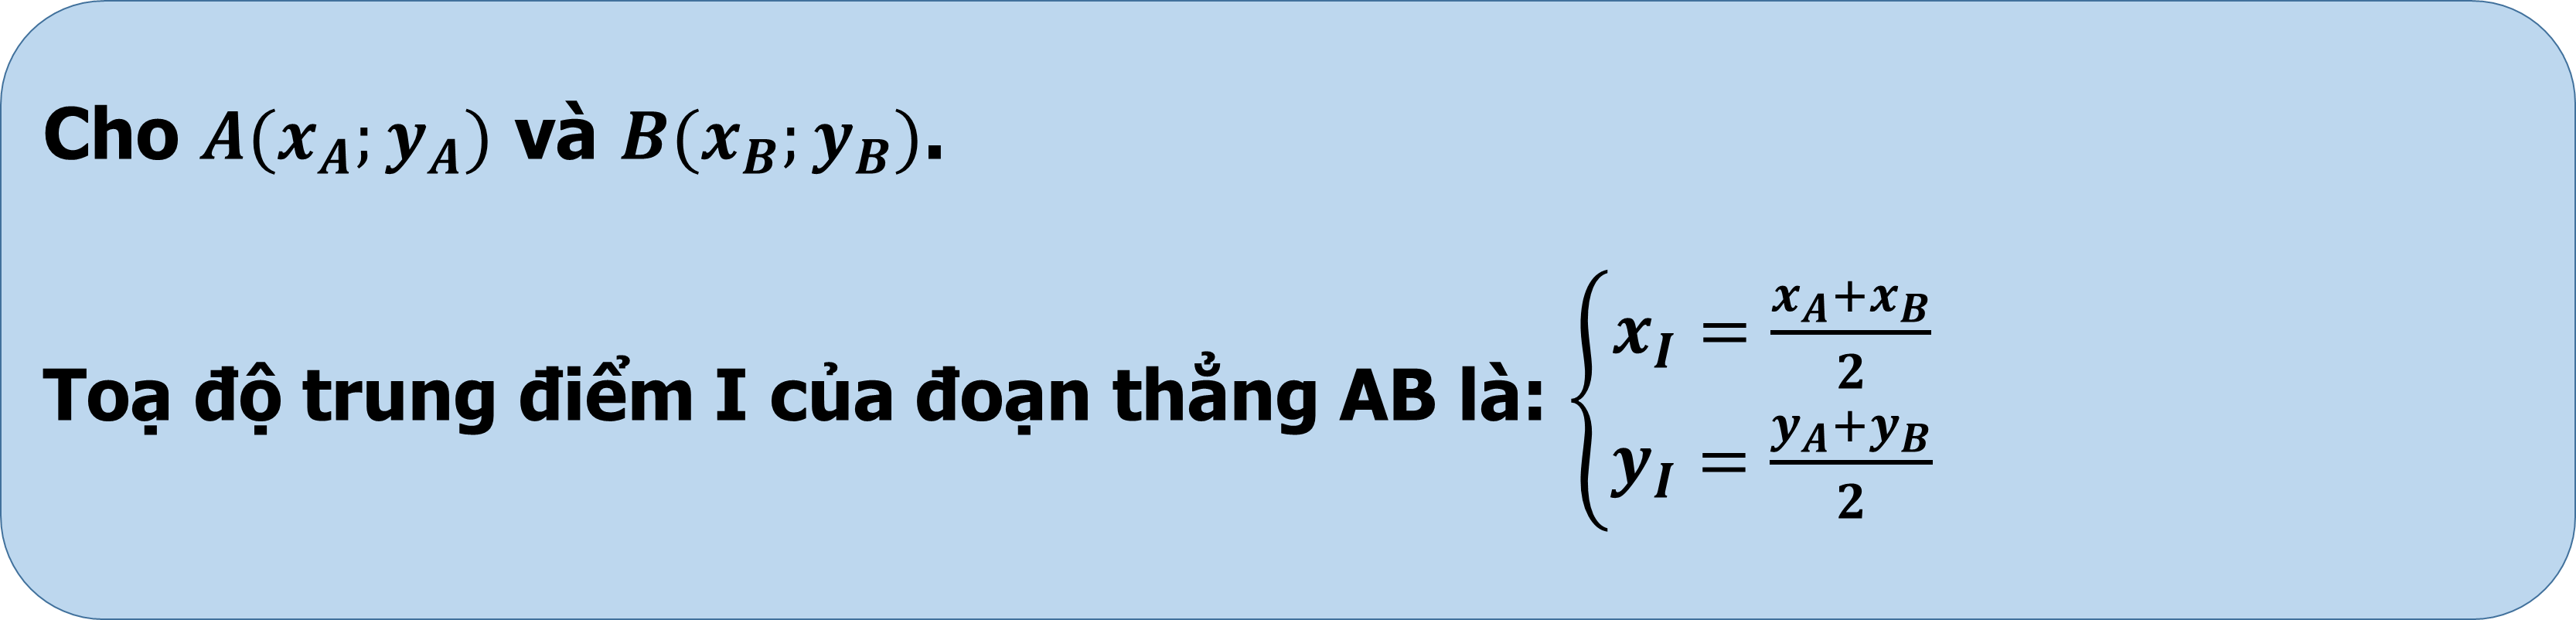 Cho A(x_A; y_A) và B(x_B; y_B).
Toạ độ trung điểm I của đoạn thẳng AB là: { x_I = (x_A+x_B)/2
y_I = (y_A+y_B)/2